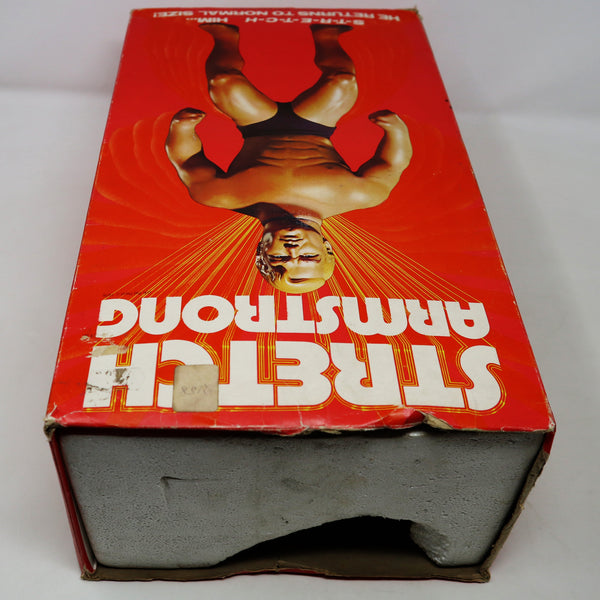 STRETCH
ARMSTRONG
S-T-R-E-T-C-H HIM...
HE RETURNS TO NORMAL SIZE!